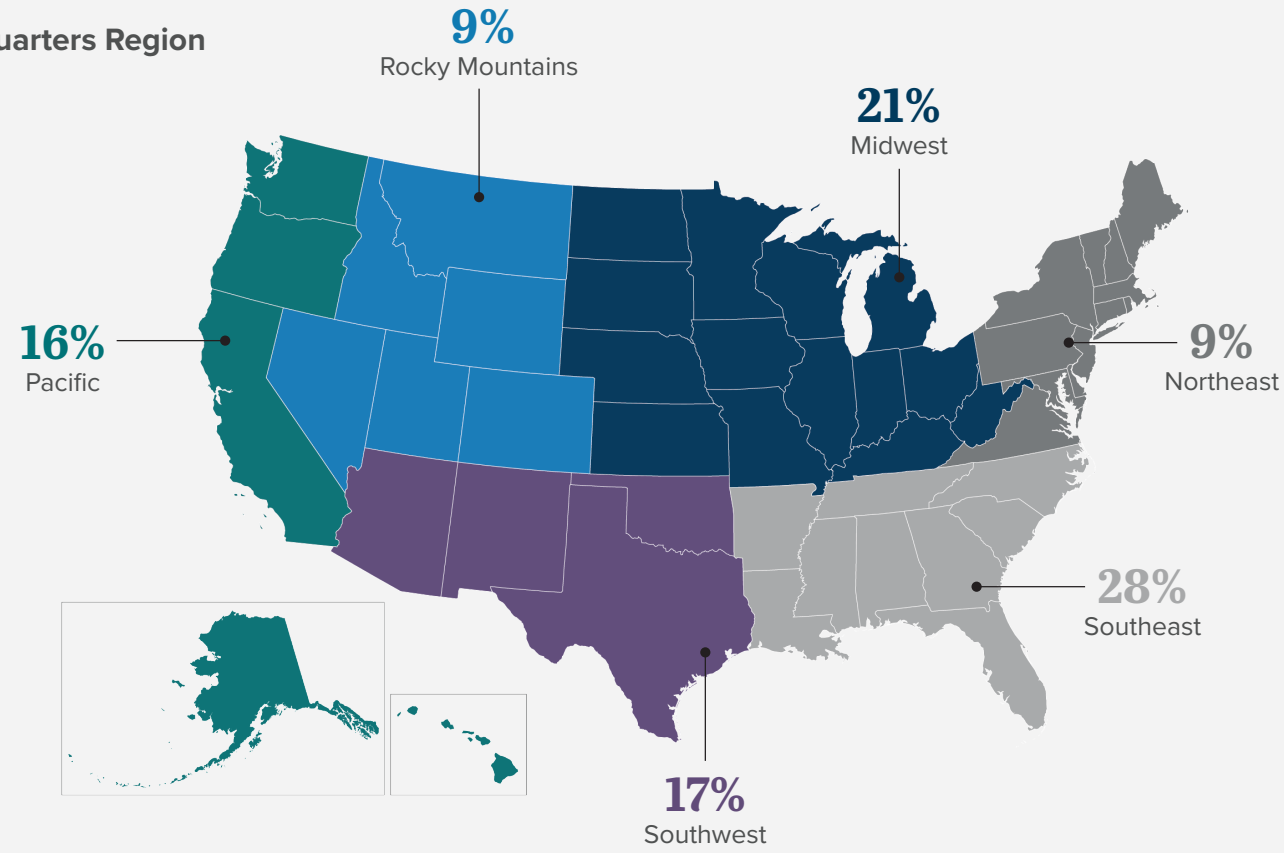 uarters Region
9%
Rocky Mountains
21%
Midwest
16%
Pacific
9%
Northeast
28%
Southeast
17%
Southwest